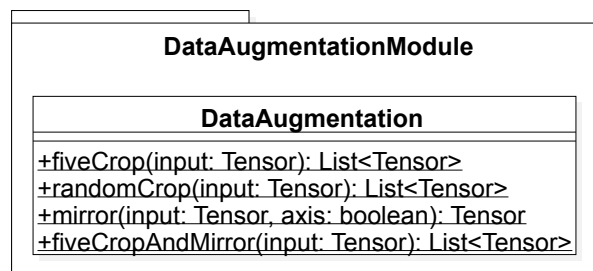 DataAugmentationModule
DataAugmentation
+fiveCrop(input: Tensor): List<Tensor>
+randomCrop(input: Tensor): List<Tensor>
+mirror(input: Tensor, axis: boolean): Tensor
+fiveCropAndMirror(input: Tensor): List<Tensor>